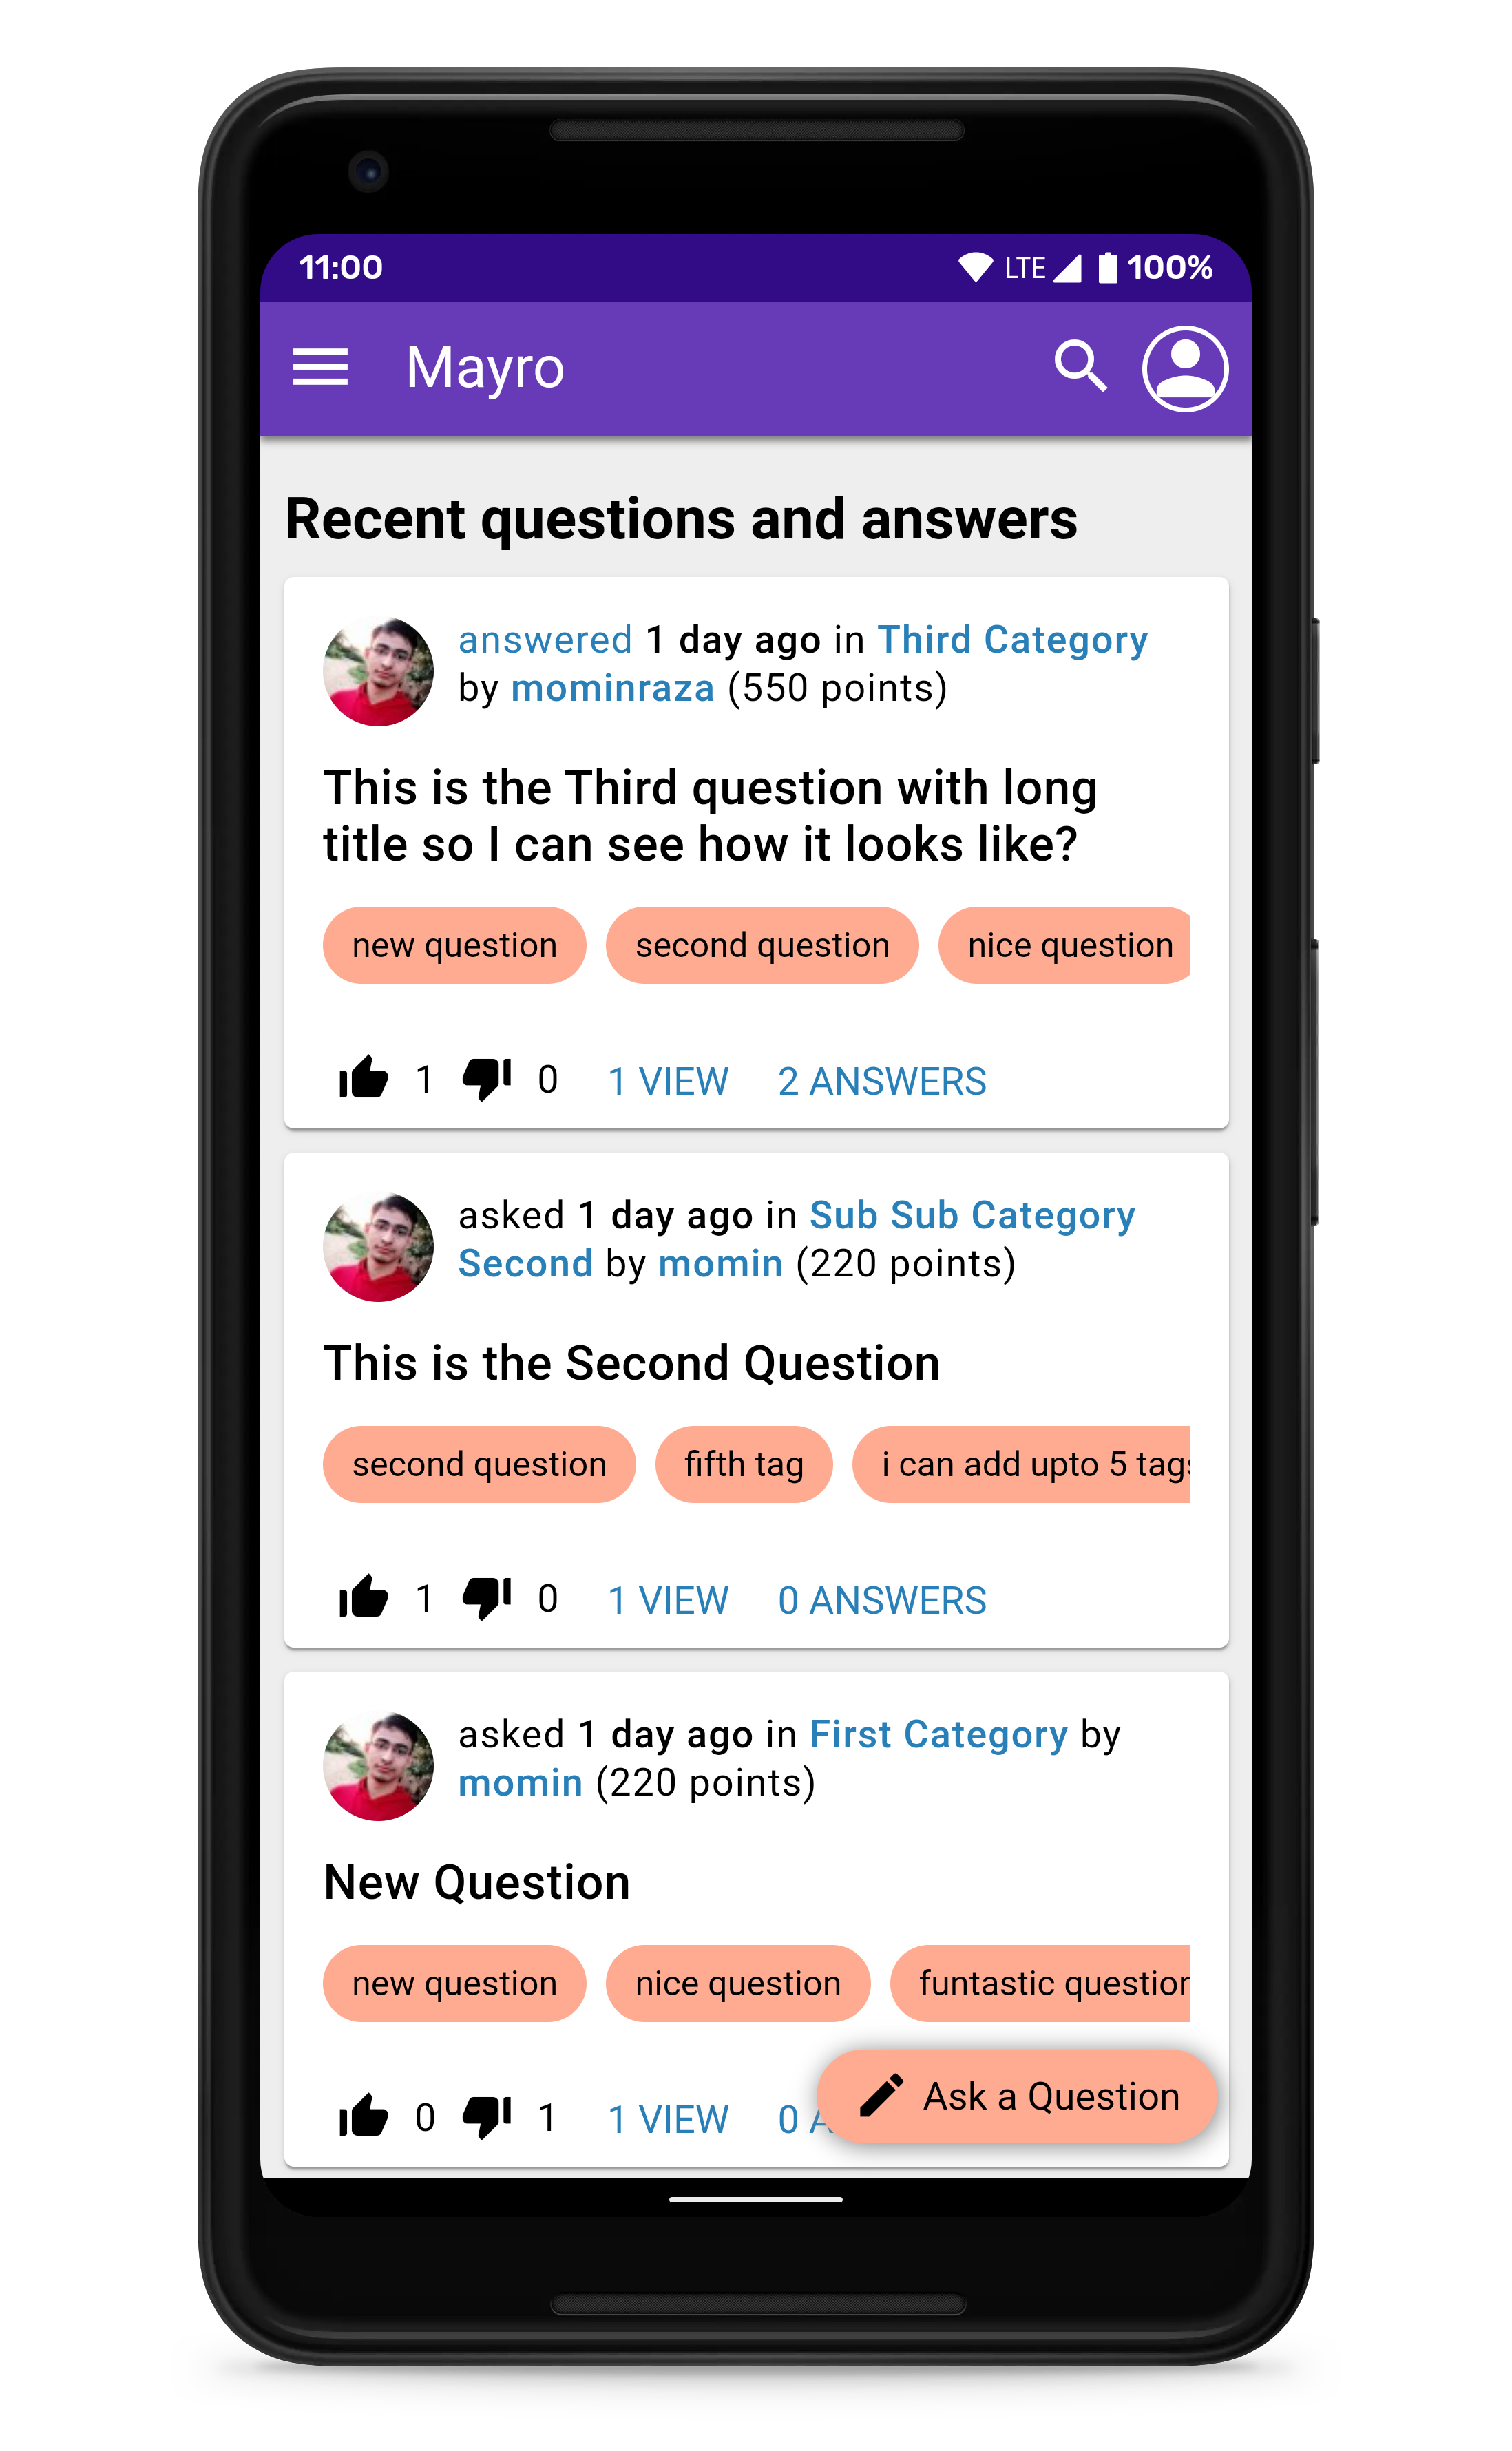 11:00 LTE 100%
Mayro
Recent questions and answers
answered 1 day ago in Third Category
by mominraza (550 points)
This is the Third question with long
title so I can see how it looks like?
new question second question nice question
1 0 1 VIEW 2 ANSWERS
asked 1 day ago in Sub Sub Category
Second by momin (220 points)
This is the Second Question
second question fifth tag i can add upto 5 tags
1 0 1 VIEW 0 ANSWERS
asked 1 day ago in First Category by
momin (220 points)
New Question
new question nice question funtastic question
0 1 1 VIEW 0 A
Ask a Question